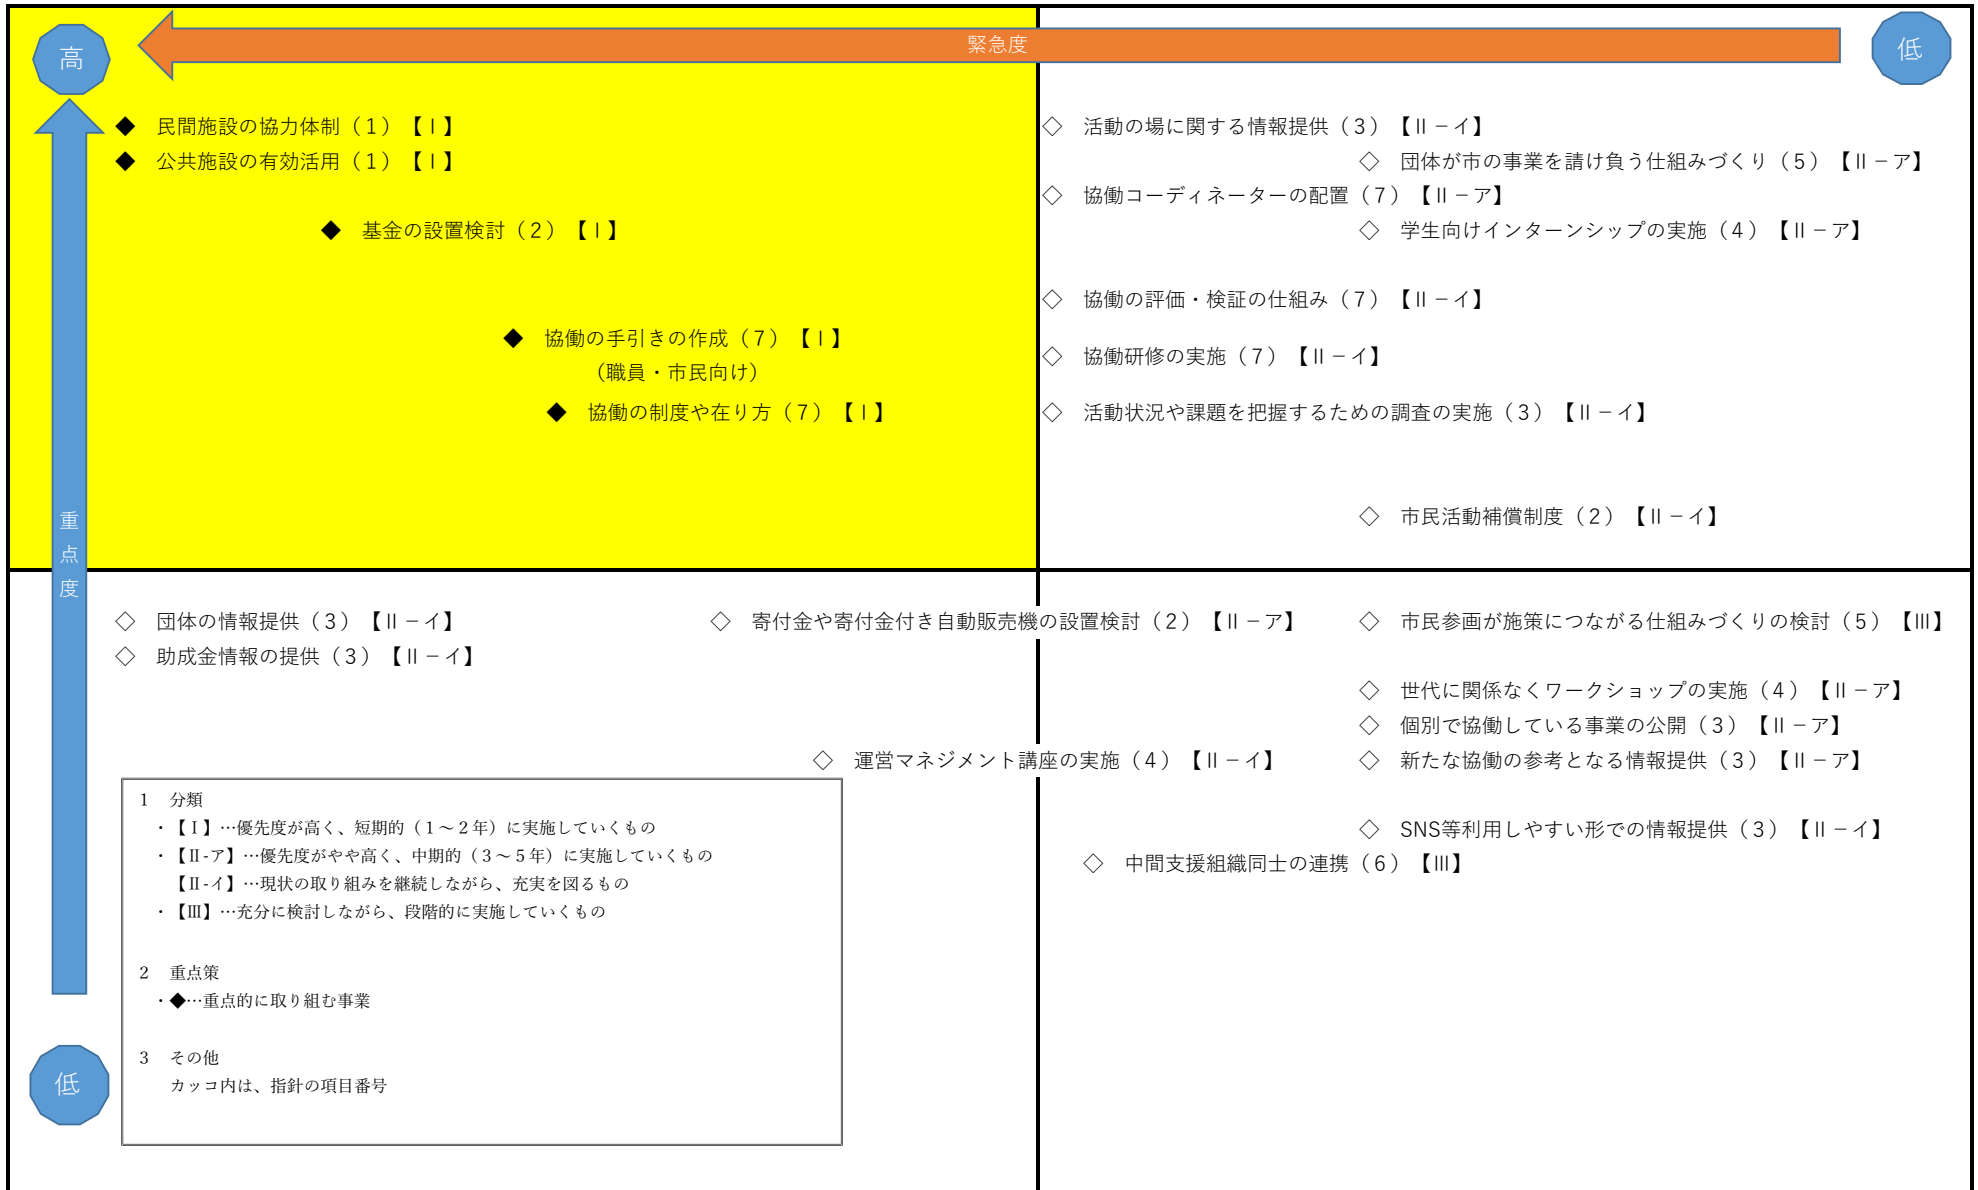 高
緊急度
低
◆ 民間施設の協力体制（１）【Ⅰ】
◆ 公共施設の有効活用（１）【Ⅰ】
◆ 基金の設置検討（２）【Ⅰ】
◆ 協働の手引きの作成（７）【Ⅰ】
（職員・市民向け）
◆ 協働の制度や在り方（７）【Ⅰ】
◇ 活動の場に関する情報提供（３）【Ⅱ－イ】
◇ 団体が市の事業を請け負う仕組みづくり（５）【Ⅱ－ア】
◇ 協働コーディネーターの配置（７）【Ⅱ－ア】
◇ 学生向けインターンシップの実施（４）【Ⅱ－ア】
◇ 協働の評価・検証の仕組み（７）【Ⅱ－イ】
◇ 協働研修の実施（７）【Ⅱ－イ】
◇ 活動状況や課題を把握するための調査の実施（３）【Ⅱ－イ】
◇ 市民活動補償制度（２）【Ⅱ－イ】
重点度
◇ 団体の情報提供（３）【Ⅱ－イ】
◇ 助成金情報の提供（３）【Ⅱ－イ】
◇ 寄付金や寄付金付き自動販売機の設置検討（２）【Ⅱ－ア】
◇ 運営マネジメント講座の実施（４）【Ⅱ－イ】
◇ 市民参画が施策につながる仕組みづくりの検討（５）【Ⅲ】
◇ 世代に関係なくワークショップの実施（４）【Ⅱ－ア】
◇ 個別で協働している事業の公開（３）【Ⅱ－ア】
◇ 新たな協働の参考となる情報提供（３）【Ⅱ－ア】
◇ SNS等利用しやすい形での情報提供（３）【Ⅱ－イ】
◇ 中間支援組織同士の連携（６）【Ⅲ】
１ 分類
・【Ⅰ】…優先度が高く、短期的（１～２年）に実施していくもの
・【Ⅱ-ア】…優先度がやや高く、中期的（３～５年）に実施していくもの
【Ⅱ-イ】…現状の取り組みを継続しながら、充実を図るもの
・【Ⅲ】…充分に検討しながら、段階的に実施していくもの
２ 重点策
・◆…重点的に取り組む事業
３ その他
カッコ内は、指針の項目番号
低